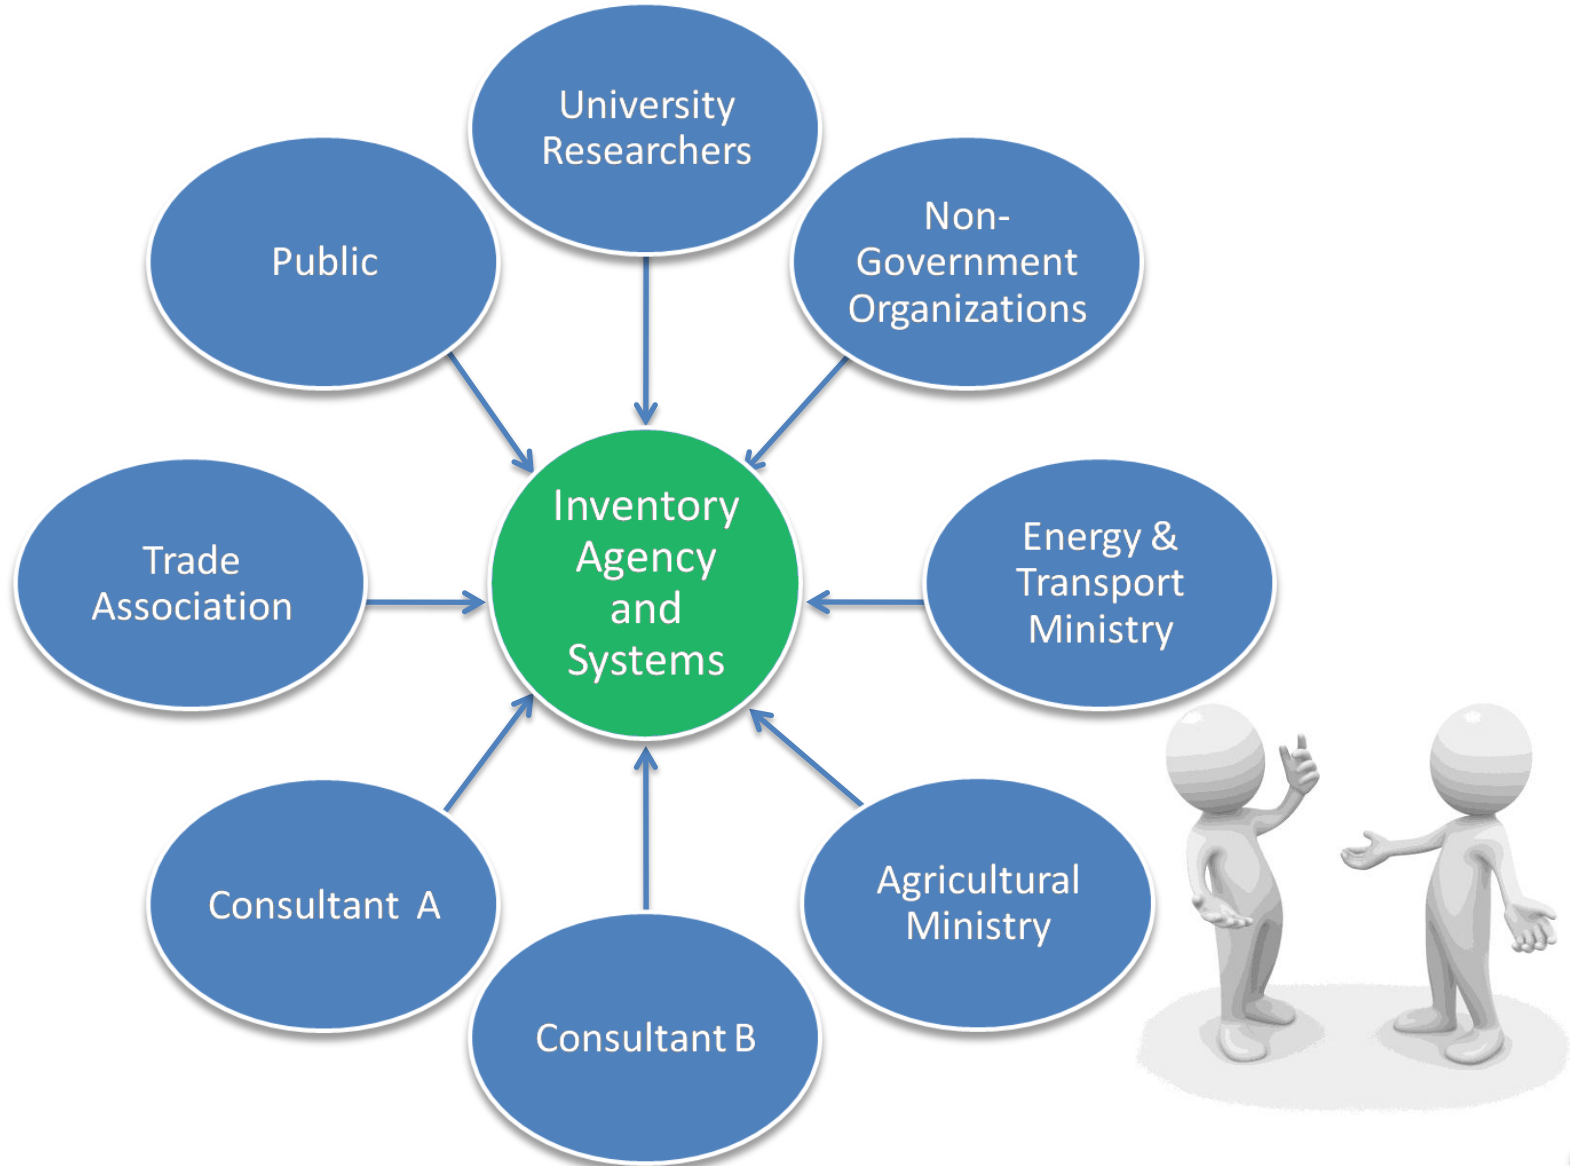 University
Researchers
Non-
Government
Organizations
Public
Inventory
Agency
and
Systems
Energy &
Transport
Ministry
Trade
Association
Agricultural
Ministry
Consultant A
Consultant B